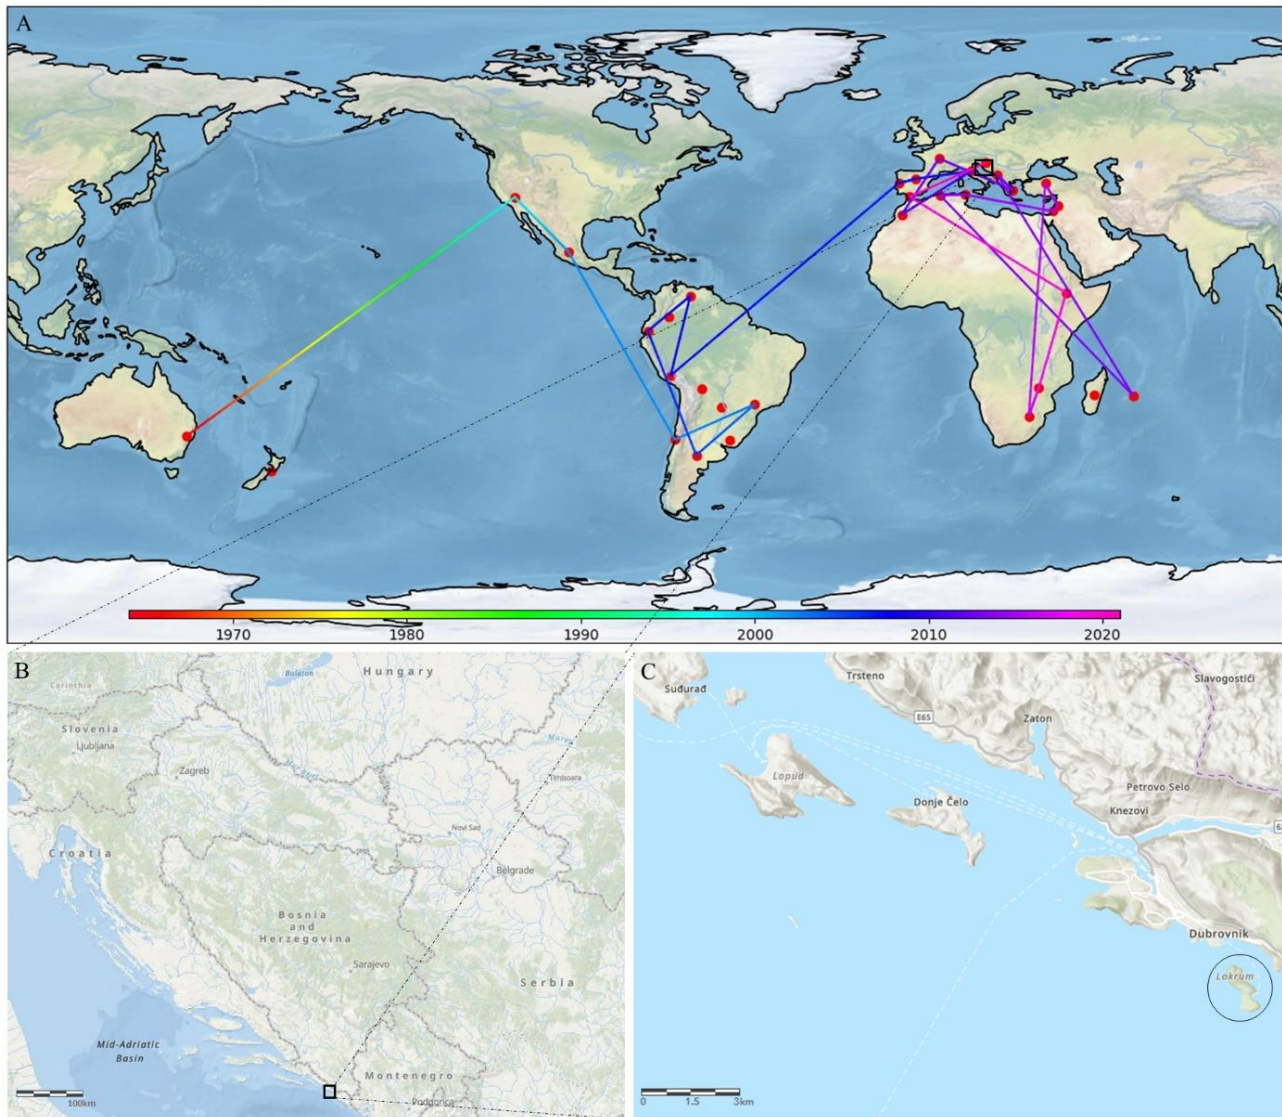 A
1970 1980 1990 2000 2010 2020
B
Hungary
Balaton
Carinthia
Slovenia
Ljubljana
Zagreb
Timisoara
Novi Sad
Croatia
Belgrade
Bosnia
and
Herzegovina
Sarajevo
Serbia
Mid-Adriatic
Basin
Montenegro
Podgorica
100km
C
Suđurađ
Trsteno
Slavogostići
E65
Zaton
Lopud
Petrovo Selo
Donje Čelo
Knezovi
Dubrovnik
Lokrum
0 1.5 3km